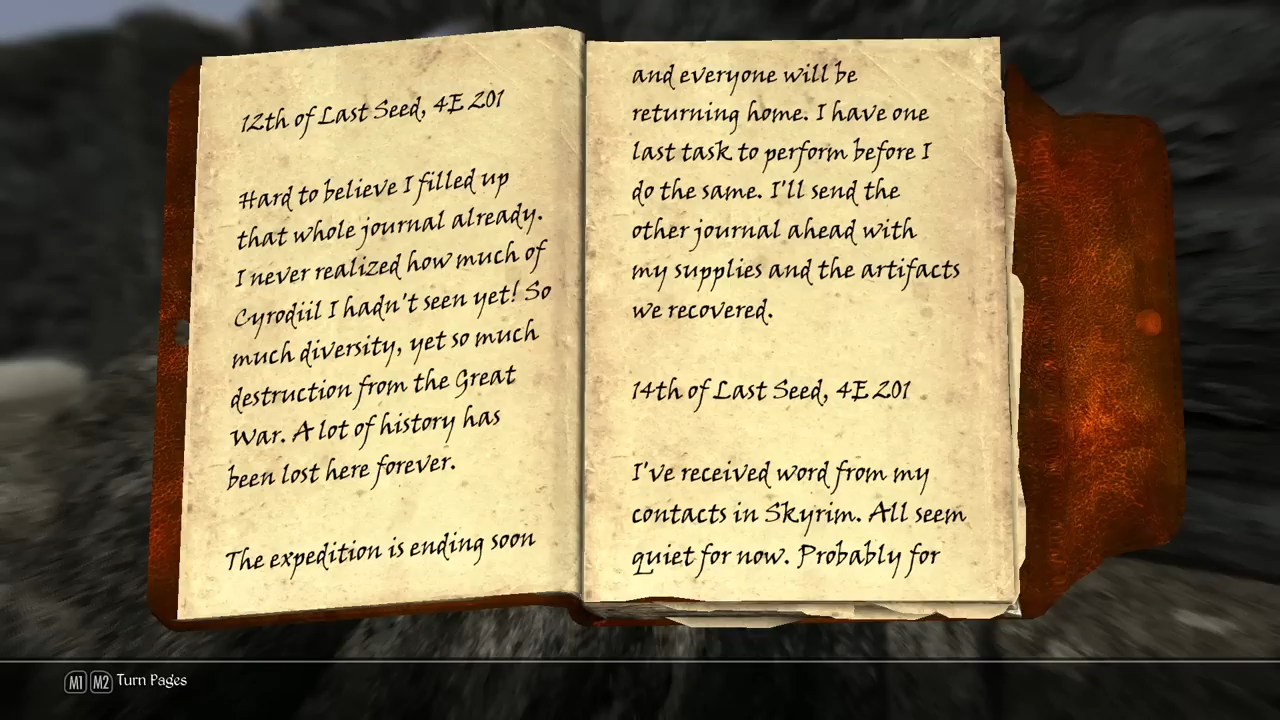 12th of Last Seed, 4E 201
Hard to believe I filled up
that whole journal already.
I never realized how much of
Cyrodiil I hadn't seen yet! So
much diversity, yet so much
destruction from the Great
War. A lot of history has
been lost here forever.
The expedition is ending soon
and everyone will be
returning home. I have one
last task to perform before I
do the same. I'll send the
other journal ahead with
my supplies and the artifacts
we recovered.
14th of Last Seed, 4E 201
I've received word from my
contacts in Skyrim. All seem
quiet for now. Probably for
M1 M2 Turn Pages